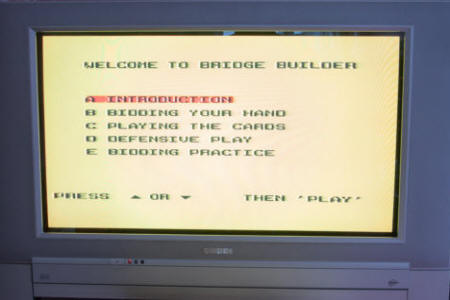 WELCOME TO BRIDGE BUILDER
A INTRODUCTION
B BIDDING YOUR HAND
C PLAYING THE CARDS
D DEFENSIVE PLAY
E BIDDING PRACTICE
PRESS ▲ OR ▼ THEN 'PLAY'